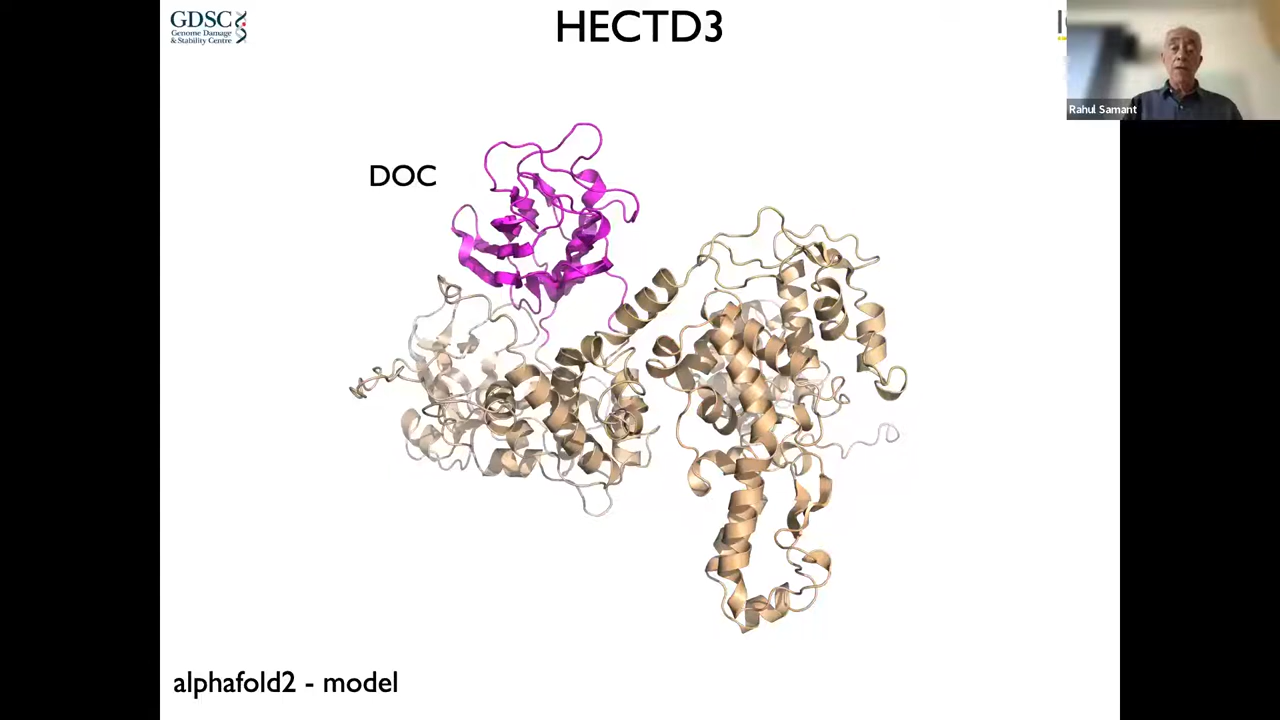 GDSC
Genome Damage
& Stability Centre
HECTD3
Rahul Samant
DOC
alphafold2 - model